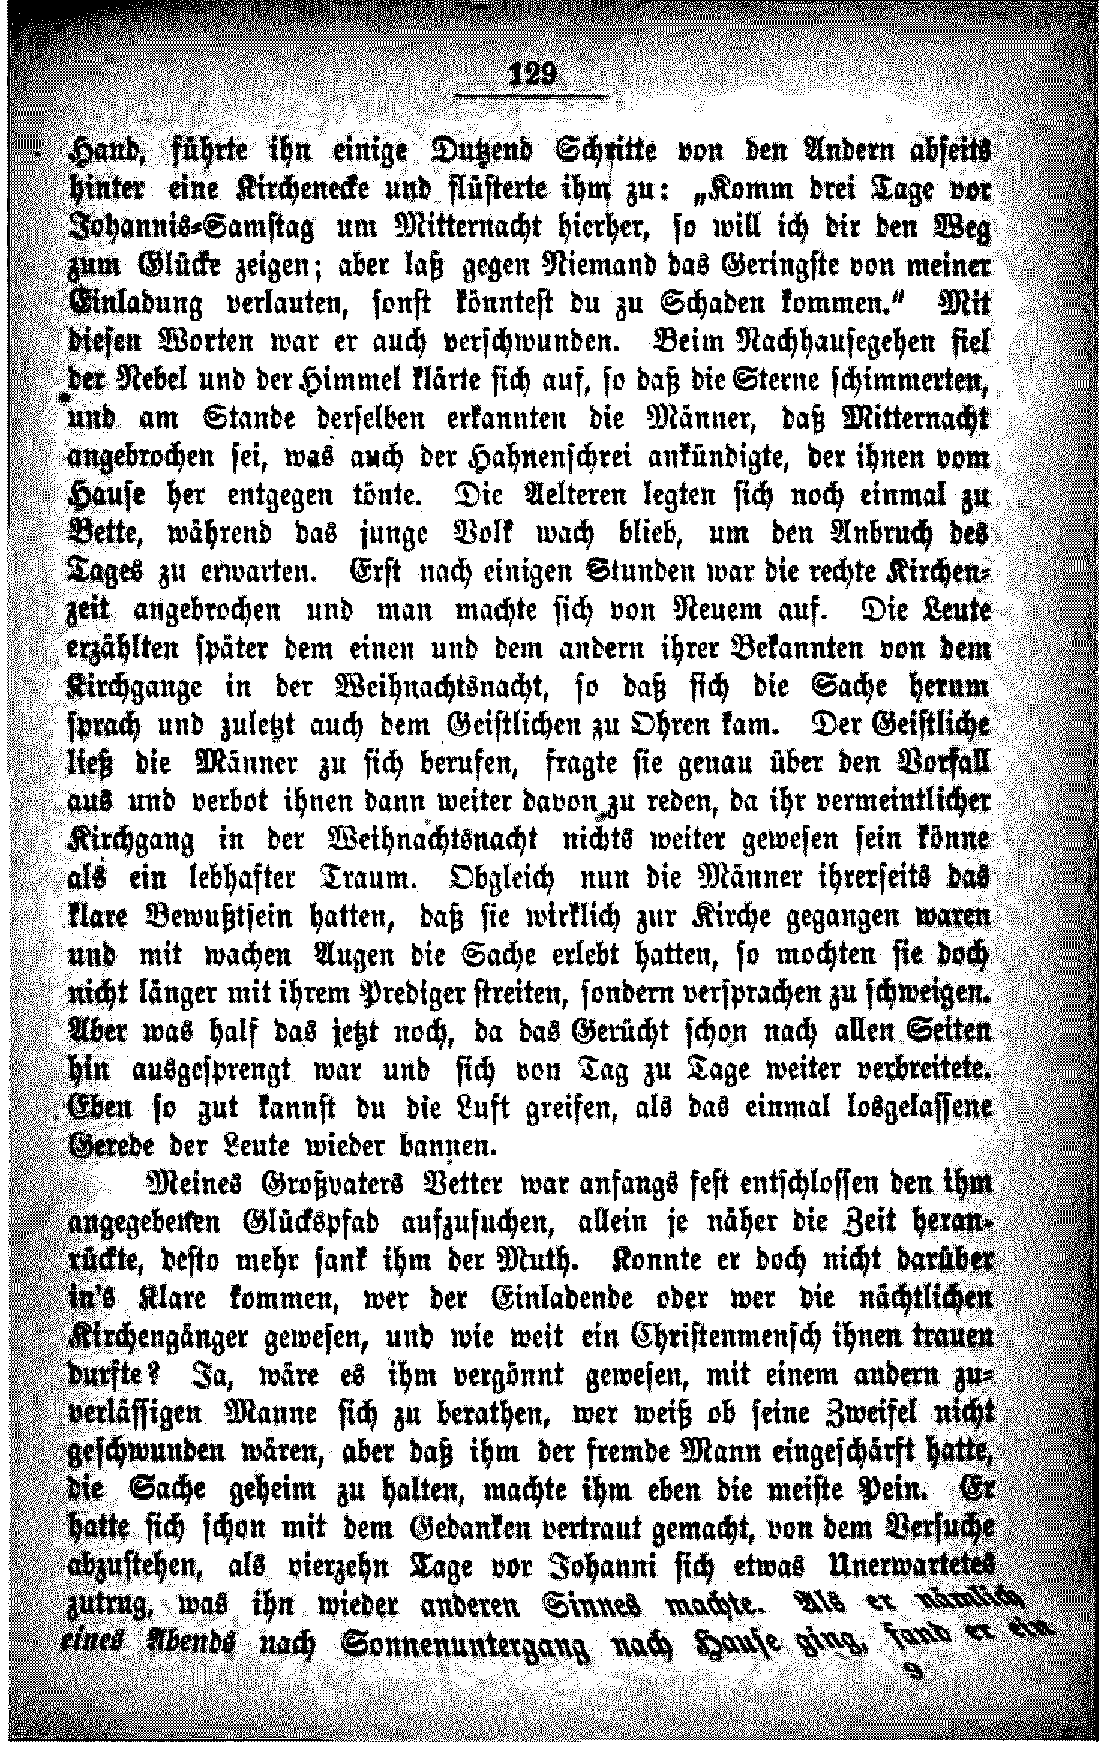 129
Hand, führte ihn einige Dutzend Schritte von den Andern abseits
hinter eine Kirchenecke und flüsterte ihm zu: „Komm drei Tage vor
Johannis-Samstag um Mitternacht hierher, so will ich dir den Weg
zum Glücke zeigen; aber laß gegen Niemand das Geringste von meiner
Einladung verlauten, sonst könntest du zu Schaden kommen.“ Mit
diesen Worten war er auch verschwunden. Beim Nachhausegehen fiel
der Nebel und der Himmel klärte sich auf, so daß die Sterne schimmerten,
und am Stande derselben erkannten die Männer, daß Mitternacht
angebrochen sei, was auch der Hahnenschrei ankündigte, der ihnen vom
Hause her entgegen tönte. Die Aelteren legten sich noch einmal zu
Bette, während das junge Volk wach blieb, um den Anbruch des
Tages zu erwarten. Erst nach einigen Stunden war die rechte Kirchen-
zeit angebrochen und man machte sich von Neuem auf. Die Leute
erzählten später dem einen und dem andern ihrer Bekannten von dem
Kirchgange in der Weihnachtsnacht, so daß sich die Sache herum
sprach und zuletzt auch dem Geistlichen zu Ohren kam. Der Geistliche
ließ die Männer zu sich berufen, fragte sie genau über den Vorfall
aus und verbot ihnen dann weiter davon zu reden, da ihr vermeintlicher
Kirchgang in der Weihnachtsnacht nichts weiter gewesen sein könne
als ein lebhafter Traum. Obgleich nun die Männer ihrerseits das
klare Bewußtsein hatten, daß sie wirklich zur Kirche gegangen waren
und mit wachen Augen die Sache erlebt hatten, so mochten sie doch
nicht länger mit ihrem Prediger streiten, sondern versprachen zu schweigen.
Aber was half das jetzt noch, da das Gerücht schon nach allen Seiten
hin ausgesprengt war und sich von Tag zu Tage weiter verbreitete.
Eben so gut kannst du die Luft greifen, als das einmal losgelassene
Gerede der Leute wieder bannen.
Meines Großvaters Vetter war anfangs fest entschlossen den ihm
angegebenen Glückspfad aufzusuchen, allein je näher die Zeit heran-
rückte, desto mehr sank ihm der Muth. Konnte er doch nicht darüber
in's Klare kommen, wer der Einladende oder wer die nächtlichen
Kirchengänger gewesen, und wie weit ein Christenmensch ihnen trauen
durfte? Ja, wäre es ihm vergönnt gewesen, mit einem andern zu-
verlässigen Manne sich zu berathen, wer weiß ob seine Zweifel nicht
geschwunden wären, aber daß ihm der fremde Mann eingeschärft hatte,
die Sache geheim zu halten, machte ihm eben die meiste Pein. Er
hatte sich schon mit dem Gedanken vertraut gemacht, von dem Versuche
abzustehen, als vierzehn Tage vor Johanni sich etwas Unerwartetes
zutrug, was ihn wieder anderen Sinnes machte. Als er nämlich
eines Abends nach Sonnenuntergang nach Hause ging, fand er ein
9